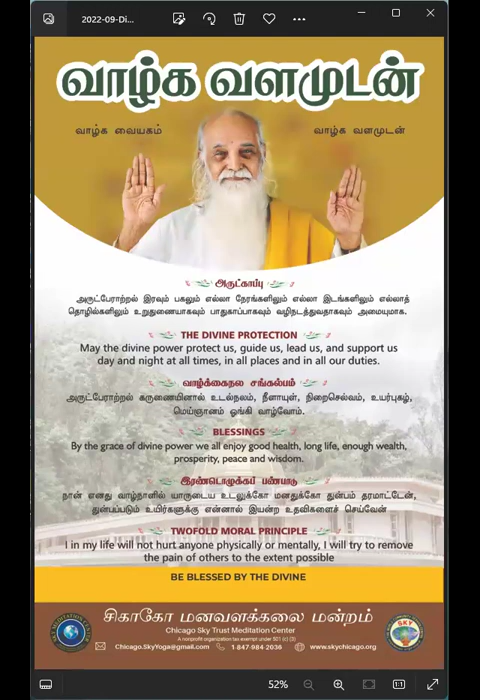 2022-09-Di...
வாழ்க வளமுடன்
வாழ்க வையகம்
வாழ்க வளமுடன்
அருட்காப்பு
அருட்பேராற்றல் இரவும் பகலும் எல்லா நேரங்களிலும் எல்லா இடங்களிலும் எல்லாத்
தொழில்களிலும் உறுதுணையாகவும் பாதுகாப்பாகவும் வழிநடத்துவதாகவும் அமையுமாக.
THE DIVINE PROTECTION
May the divine power protect us, guide us, lead us, and support us
day and night at all times, in all places and in all our duties.
வாழ்க்கைநல சங்கல்பம்
அருட்பேராற்றல் கருணையினால் உடல்நலம், நீளாயுள், நிறைசெல்வம், உயர்புகழ்,
மெய்ஞானம் ஓங்கி வாழ்வோம்.
BLESSINGS
By the grace of divine power we all enjoy good health, long life, enough wealth,
prosperity, peace and wisdom.
இரண்டொழுக்கப் பண்பாடு
நான் எனது வாழ்நாளில் யாருடைய உடலுக்கோ மனதுக்கோ துன்பம் தரமாட்டேன்,
துன்பப்படும் உயிர்களுக்கு என்னால் இயன்ற உதவிகளைச் செய்வேன்
TWOFOLD MORAL PRINCIPLE
I in my life will not hurt anyone physically or mentally, I will try to remove
the pain of others to the extent possible
BE BLESSED BY THE DIVINE
சிகாகோ மனவளக்கலை மன்றம்
Chicago Sky Trust Meditation Center
A nonprofit organization tax exempt under 501 (c) (3)
Chicago.SkyYoga@gmail.com 1-847-984 2036 www.skychicago.org
SKY
52%
1:1